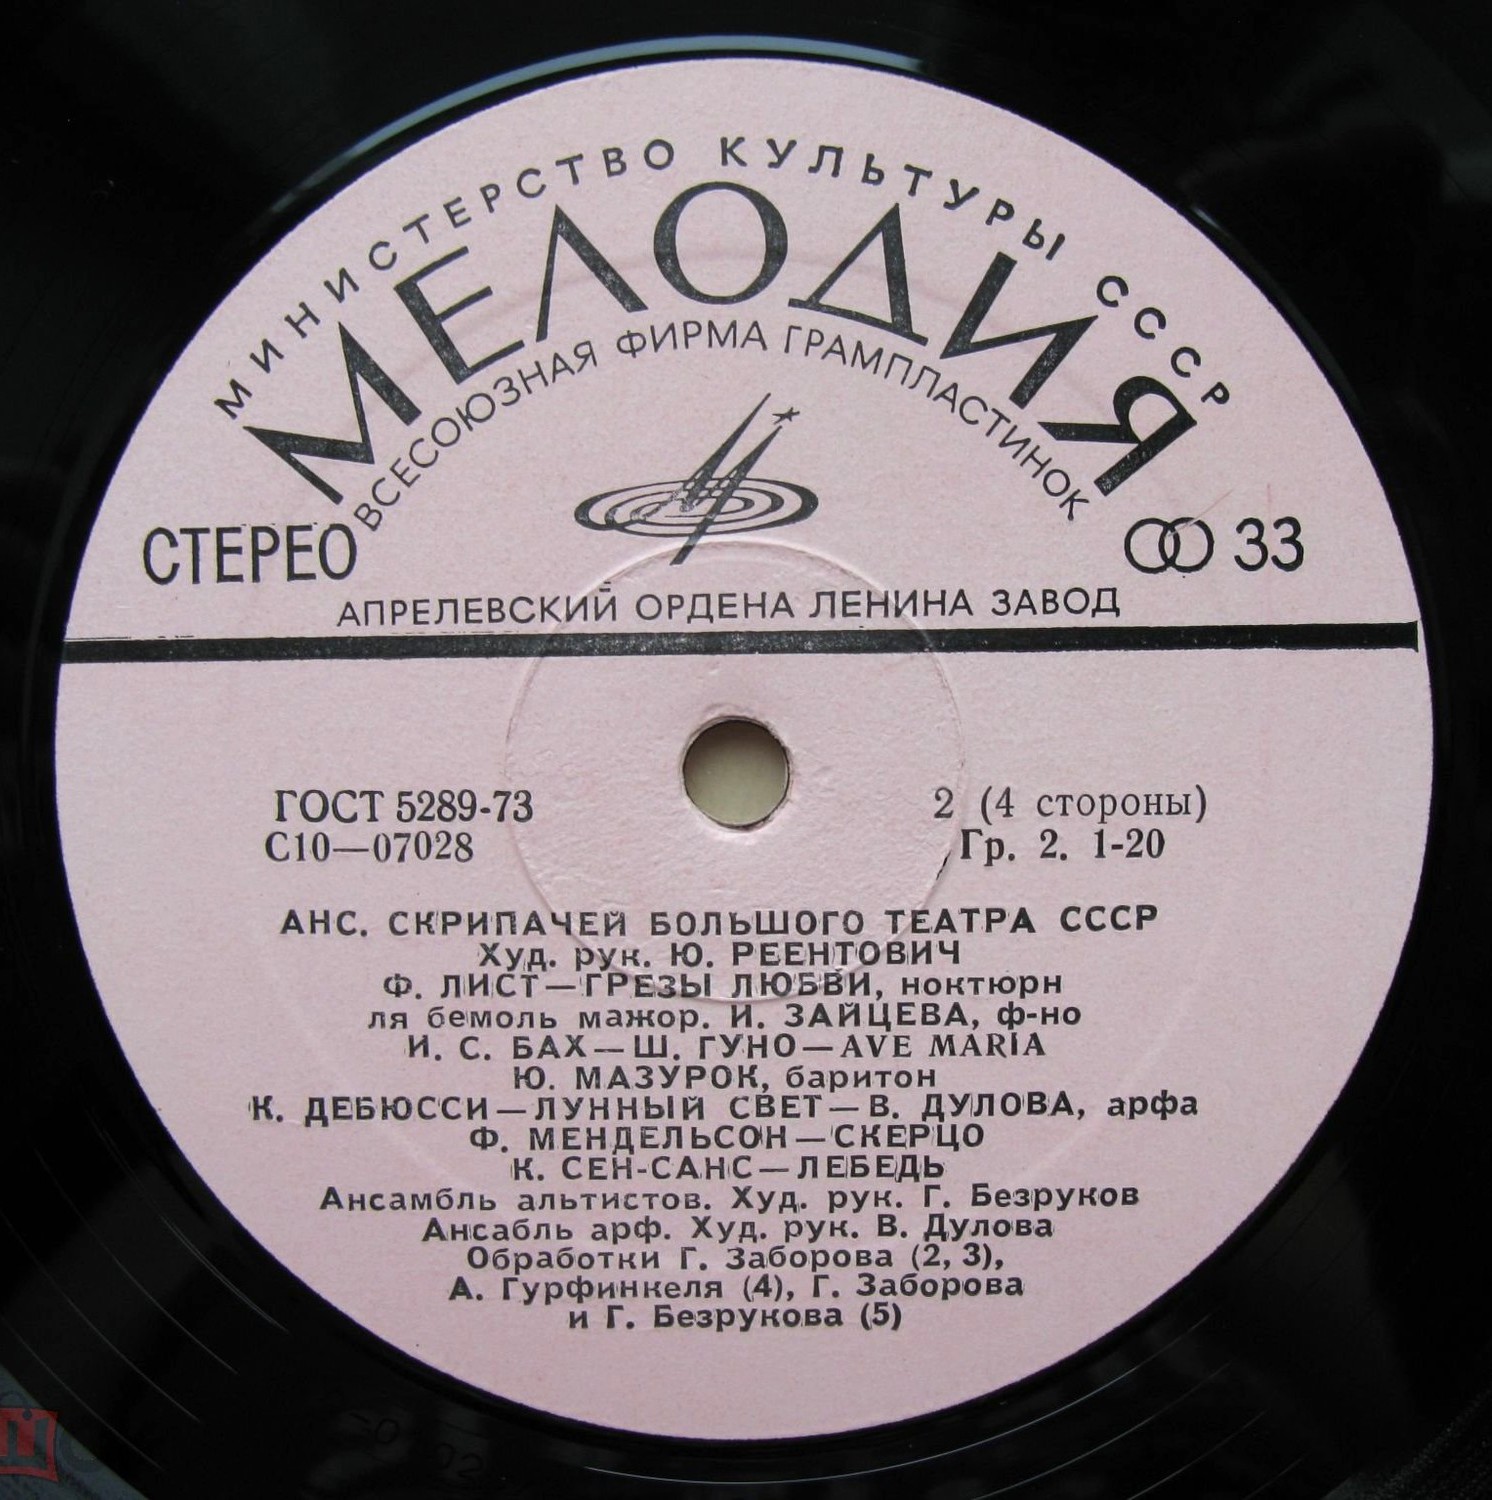 МИНИСТЕРСТВО КУЛЬТУРЫ СССР
МЕЛОДИЯ
ВСЕСОЮЗНАЯ ФИРМА ГРАМПЛАСТИНОК
СТЕРЕО
33
АПРЕЛЕВСКИЙ ОРДЕНА ЛЕНИНА ЗАВОД
ГОСТ 5289-73
2 (4 стороны)
С10—07028
Гр. 2. 1-20
АНС. СКРИПАЧЕЙ БОЛЬШОГО ТЕАТРА СССР
Худ. рук. Ю. РЕЕНТОВИЧ
Ф. ЛИСТ—ГРЕЗЫ ЛЮБВИ, ноктюрн
ля бемоль мажор. И. ЗАЙЦЕВА, ф-но
И. С. БАХ—Ш. ГУНО—AVE MARIA
Ю. МАЗУРОК, баритон
К. ДЕБЮССИ—ЛУННЫЙ СВЕТ—В. ДУЛОВА, арфа
Ф. МЕНДЕЛЬСОН—СКЕРЦО
К. СЕН-САНС—ЛЕБЕДЬ
Ансамбль альтистов. Худ. рук. Г. Безруков
Ансабль арф. Худ. рук. В. Дулова
Обработки Г. Заборова (2, 3),
А. Гурфинкеля (4), Г. Заборова
и Г. Безрукова (5)